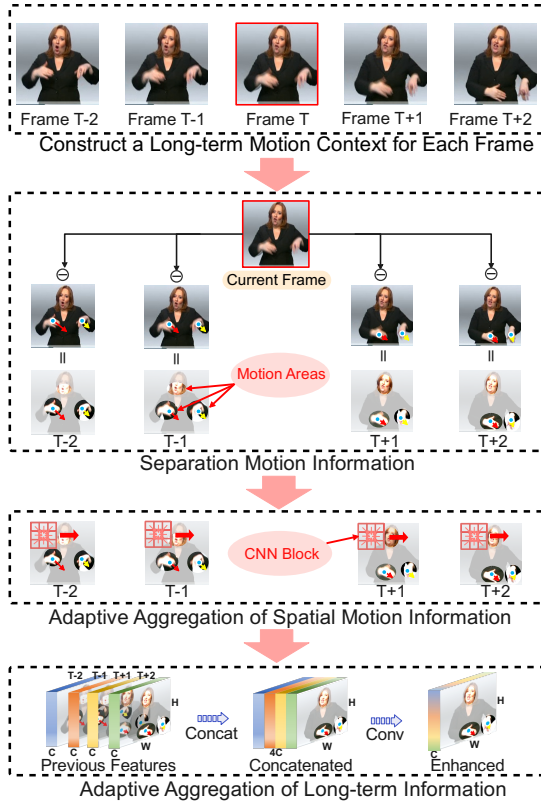 Frame T-2 Frame T-1 Frame T Frame T+1 Frame T+2
Construct a Long-term Motion Context for Each Frame
Current Frame
Motion Areas
T-2 T-1 T+1 T+2
Separation Motion Information
CNN Block
T-2 T-1 T+1 T+2
Adaptive Aggregation of Spatial Motion Information
T-2 T-1 T+1 T+2
H H H
Concat Conv
C C C C W 4C W C W
Previous Features Concatenated Enhanced
Adaptive Aggregation of Long-term Information